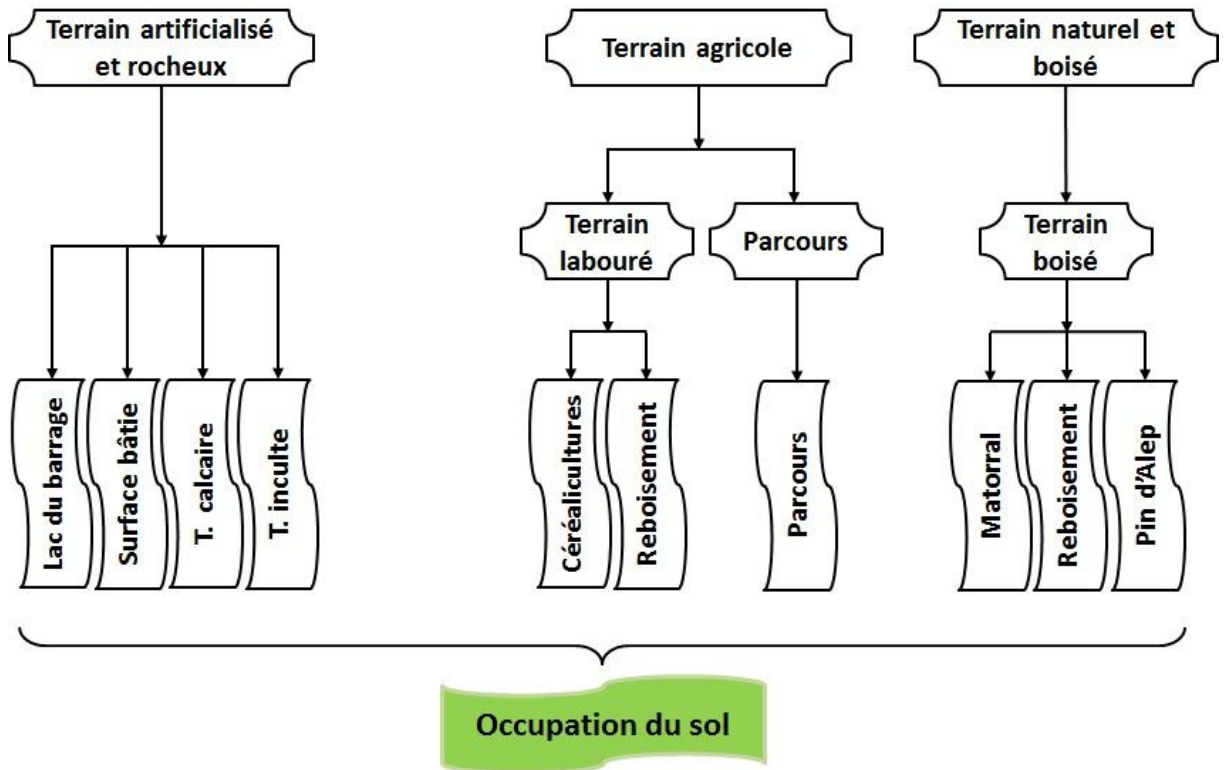 Terrain artificialisé
et rocheux
Terrain agricole
Terrain naturel et
boisé
Terrain
labouré
Parcours
Terrain
boisé
Lac du barrage
Surface bâtie
T. calcaire
T. inculte
Céréalicultures
Reboisement
Parcours
Matorral
Reboisement
Pin d'Alep
Occupation du sol